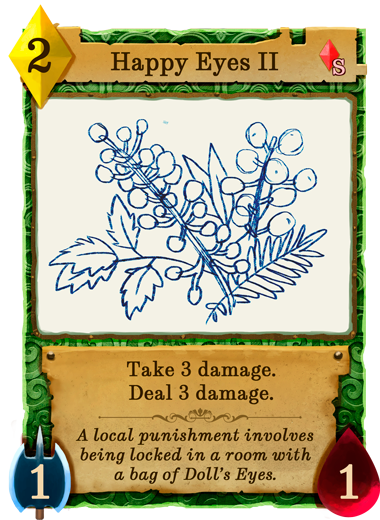 2
Happy Eyes II
S
Take 3 damage.
Deal 3 damage.
A local punishment involves
being locked in a room with
a bag of Doll's Eyes.
1
1